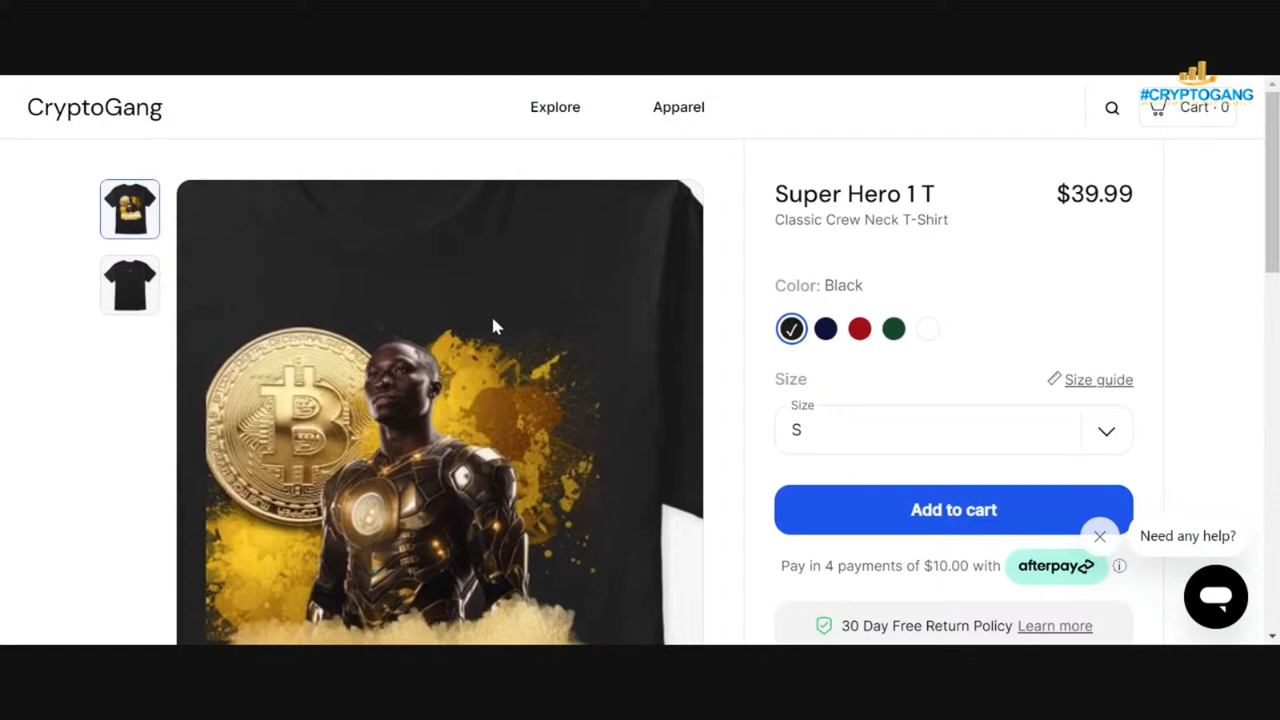 #CRYPTOGANG
CryptoGang
Explore
Apparel
Cart · 0
Super Hero 1 T
$39.99
Classic Crew Neck T-Shirt
Color: Black
Size
Size guide
Size
S
Add to cart
Need any help?
Pay in 4 payments of $10.00 with afterpay
30 Day Free Return Policy Learn more